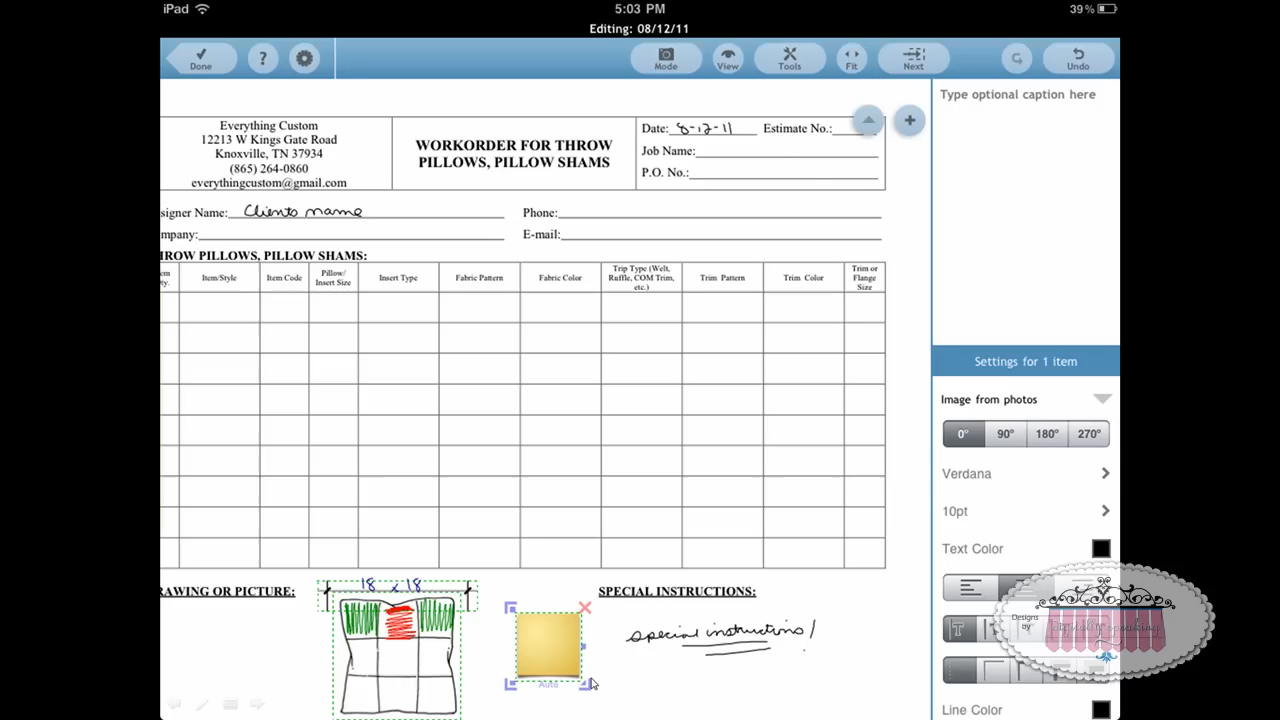 iPad
5:03 PM
39%
Editing: 08/12/11
Done
?
Mode
View
Tools
Fit
Next
Undo
Type optional caption here
Everything Custom
12213 W Kings Gate Road
Knoxville, TN 37934
(865) 264-0860
everythingcustom@gmail.com
WORKORDER FOR THROW
PILLOWS, PILLOW SHAMS
Date: 8-12-11 Estimate No.:
Job Name:
P.O. No.:
signer Name: Clients name
Phone:
mpany:
E-mail:
HROW PILLOWS, PILLOW SHAMS:
em
ty.
Item/Style
Item Code
Pillow/
Insert Size
Insert Type
Fabric Pattern
Fabric Color
Trip Type (Welt,
Ruffle, COM Trim,
etc.)
Trim Pattern
Trim Color
Trim or
Flange
Size
RAWING OR PICTURE:
18 x 18
Auto
SPECIAL INSTRUCTIONS:
special instructions!
Settings for 1 item
Image from photos
0° 90° 180° 270°
Verdana
10pt
Text Color
Line Color
Designs
by